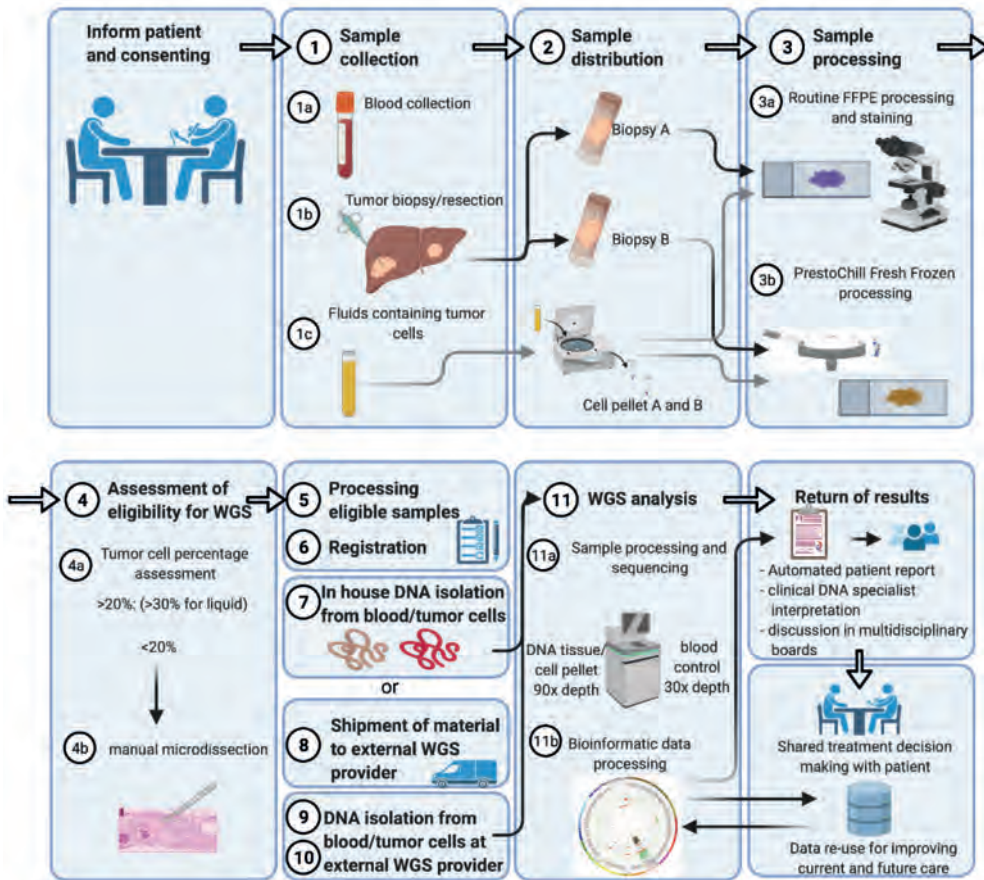 Inform patient
and consenting
1
Sample
collection
1a
Blood collection
1b
Tumor biopsy/resection
1c
Fluids containing tumor
cells
2
Sample
distribution
Biopsy A
Biopsy B
Cell pellet A and B
3
Sample
processing
3a
Routine FFPE processing
and staining
3b
PrestoChill Fresh Frozen
processing
4
Assessment of
eligibility for WGS
4a
Tumor cell percentage
assessment
>20%: (>30% for liquid)
<20%
4b
manual microdissection
5
Processing
eligible samples
6
Registration
7
In house DNA isolation
from blood/tumor cells
or
8
Shipment of material
to external WGS
provider
9
10
DNA isolation from
blood/tumor cells at
external WGS provider
11
WGS analysis
11a
Sample processing and
sequencing
DNA tissue/
cell pellet
90x depth
blood
control
30x depth
11b
Bioinformatic data
processing
Return of results
- Automated patient report
- clinical DNA specialist
interpretation
- discussion in multidisciplinary
boards
Shared treatment decision
making with patient
Data re-use for improving
current and future care